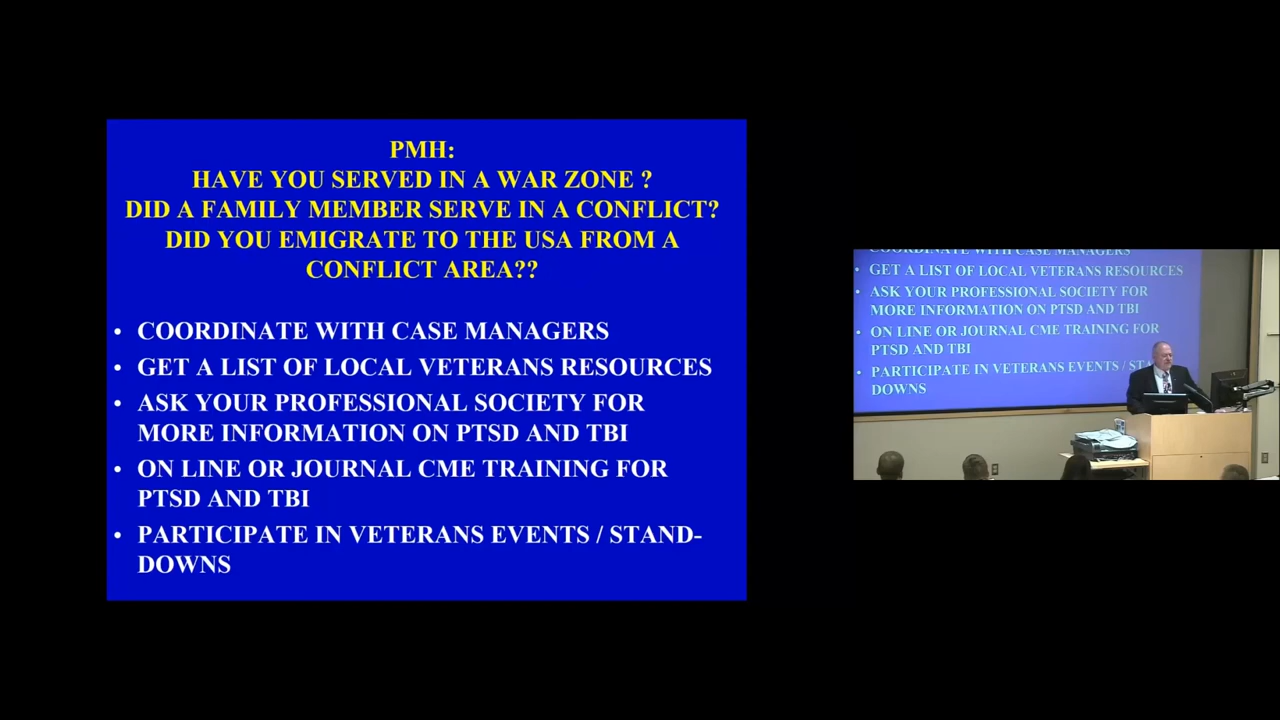 PMH:
HAVE YOU SERVED IN A WAR ZONE ?
DID A FAMILY MEMBER SERVE IN A CONFLICT?
DID YOU EMIGRATE TO THE USA FROM A
CONFLICT AREA??
• COORDINATE WITH CASE MANAGERS
• GET A LIST OF LOCAL VETERANS RESOURCES
• ASK YOUR PROFESSIONAL SOCIETY FOR
MORE INFORMATION ON PTSD AND TBI
• ON LINE OR JOURNAL CME TRAINING FOR
PTSD AND TBI
• PARTICIPATE IN VETERANS EVENTS / STAND-
DOWNS
COORDINATE WITH CASE MANAGERS
• GET A LIST OF LOCAL VETERANS RESOURCES
• ASK YOUR PROFESSIONAL SOCIETY FOR
MORE INFORMATION ON PTSD AND TBI
• ON LINE OR JOURNAL CME TRAINING FOR
PTSD AND TBI
• PARTICIPATE IN VETERANS EVENTS / STA
DOWNS